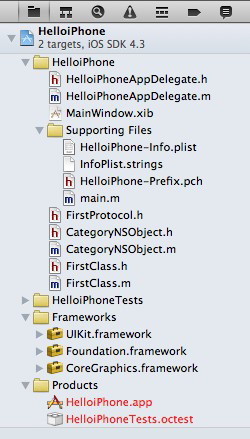 HelloiPhone
2 targets, iOS SDK 4.3
HelloiPhone
HelloiPhoneAppDelegate.h
HelloiPhoneAppDelegate.m
MainWindow.xib
Supporting Files
HelloiPhone-Info.plist
InfoPlist.strings
HelloiPhone-Prefix.pch
main.m
FirstProtocol.h
CategoryNSObject.h
CategoryNSObject.m
FirstClass.h
FirstClass.m
HelloiPhoneTests
Frameworks
UIKit.framework
Foundation.framework
CoreGraphics.framework
Products
HelloiPhone.app
HelloiPhoneTests.octest